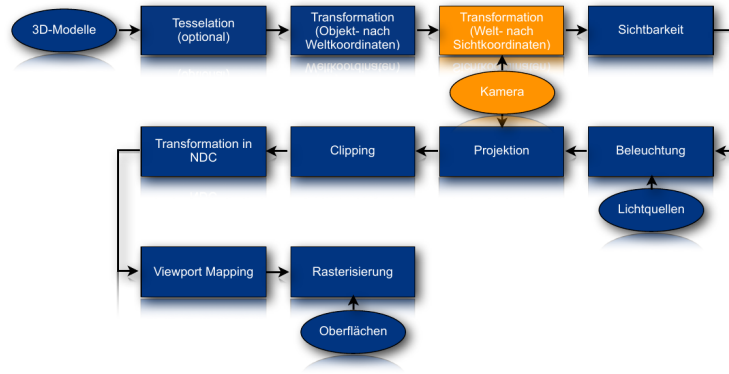 3D-Modelle
Tesselation
(optional)
Transformation
(Objekt- nach
Weltkoordinaten)
Transformation
(Welt- nach
Sichtkoordinaten)
Sichtbarkeit
Kamera
Transformation in
NDC
Clipping
Projektion
Beleuchtung
Lichtquellen
Viewport Mapping
Rasterisierung
Oberflächen